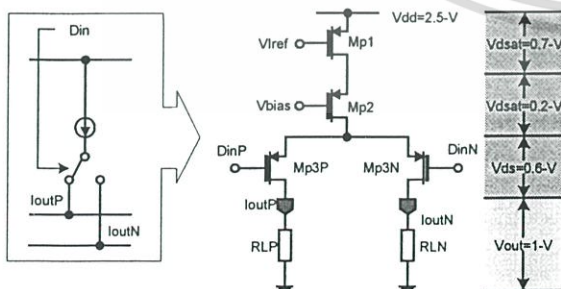 Din
IoutP
IoutN
Vdd=2.5-V
VIref
Mp1
Vbias
Mp2
DinP
DinN
Mp3P
Mp3N
IoutP
IoutN
RLP
RLN
Vdsat=0.7-V
Vdsat=0.2-V
Vds=0.6-V
Vout=1-V